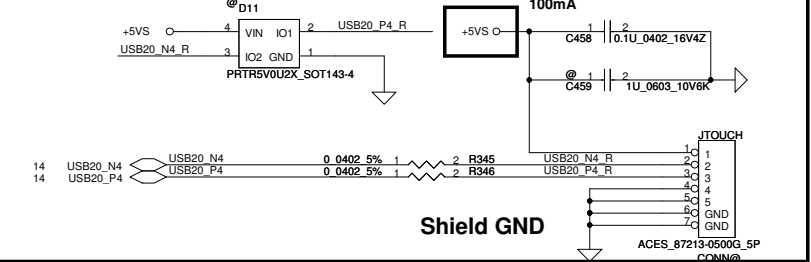 @
D11
100mA
+5VS
4
VIN
IO1
2
USB20_P4_R
+5VS
1
2
C458
0.1U_0402_16V4Z
USB20_N4_R
3
IO2
GND
1
PRTR5V0U2X_SOT143-4
@
1
2
C459
1U_0603_10V6K
JTOUCH
1
1
14
USB20_N4
USB20_N4
0_0402_5%
1
2
R345
USB20_N4_R
2
2
14
USB20_P4
USB20_P4
0_0402_5%
1
2
R346
USB20_P4_R
3
3
4
4
5
5
6
GND
7
GND
Shield GND
ACES_87213-0500G_5P
CONN@